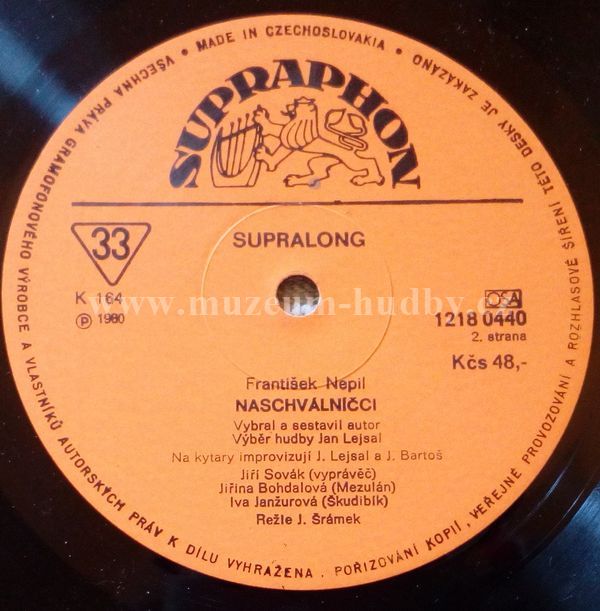 VŠECHNA PRÁVA GRAMOFONOVÉHO VÝROBCE A VLASTNÍKŮ AUTORSKÝCH PRÁV K DÍLU VYHRAŽENA . POŘIZOVÁNÍ KOPIÍ, VEŘEJNÉ PROVOZOVÁNÍ A ROZHLASOVÉ ŠÍŘENÍ TÉTO DESKY JE ZAKÁZÁNO • MADE IN CZECHOSLOVAKIA •
SUPRAPHON
33
SUPRALONG
K 164
℗ 1980
OSA
1218 0440
2. strana
Kčs 48,-
www.muzeum-hudby.cz
František Nepil
NASCHVÁLNÍČCI
Vybral a sestavil autor
Výběr hudby Jan Lejsal
Na kytary improvizují J. Lejsal a J. Bartoš
Jiří Sovák (vyprávěč)
Jiřina Bohdalová (Mezulán)
Iva Janžurová (Škudibík)
Režie J. Šrámek